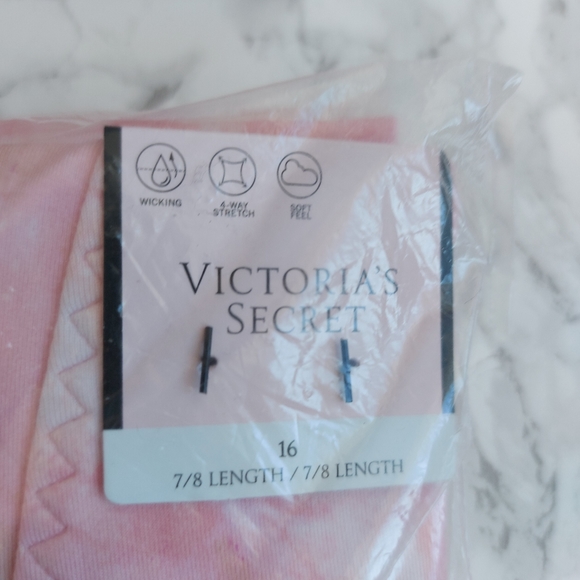 WICKING
4-WAY
STRETCH
SOFT
FEEL
VICTORIA'S
SECRET
16
7/8 LENGTH / 7/8 LENGTH